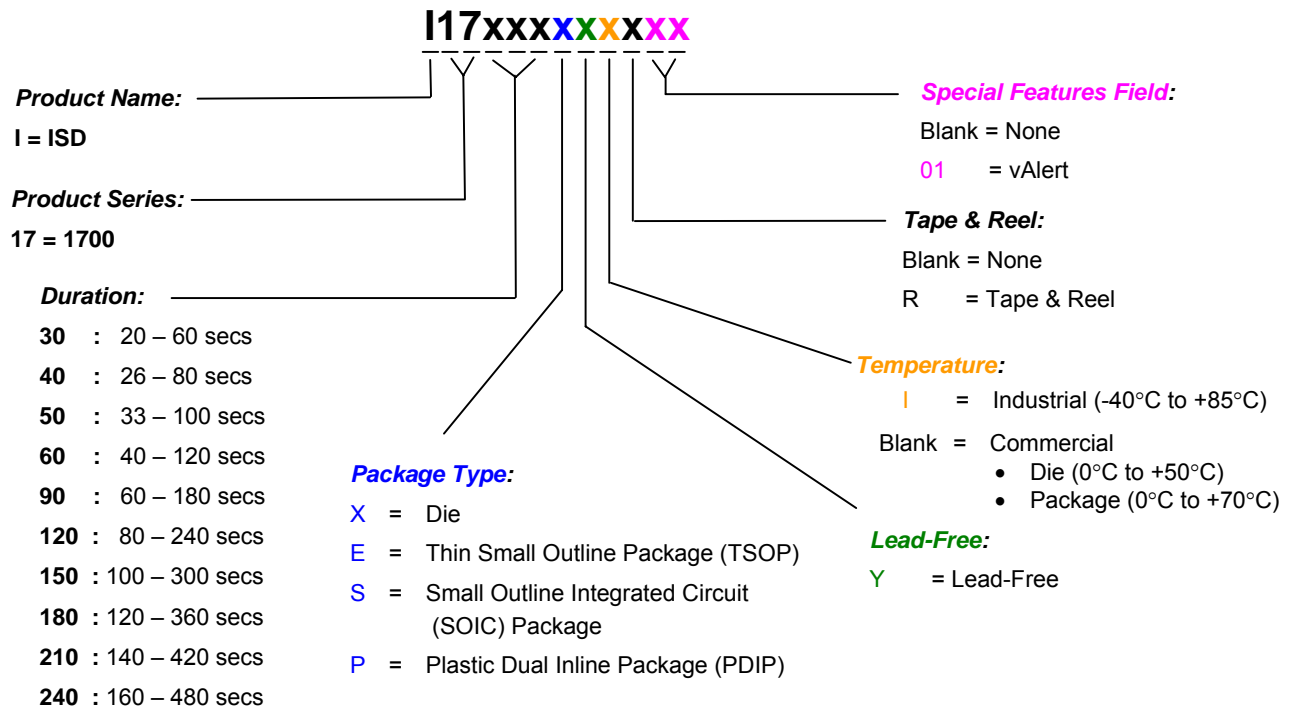 I17xxxxxxxxx
Product Name:
I = ISD
Product Series:
17 = 1700
Duration:
30 : 20 – 60 secs
40 : 26 – 80 secs
50 : 33 – 100 secs
60 : 40 – 120 secs
90 : 60 – 180 secs
120 : 80 – 240 secs
150 : 100 – 300 secs
180 : 120 – 360 secs
210 : 140 – 420 secs
240 : 160 – 480 secs
Package Type:
X = Die
E = Thin Small Outline Package (TSOP)
S = Small Outline Integrated Circuit
(SOIC) Package
P = Plastic Dual Inline Package (PDIP)
Special Features Field:
Blank = None
01 = vAlert
Tape & Reel:
Blank = None
R = Tape & Reel
Temperature:
I = Industrial (-40°C to +85°C)
Blank = Commercial
• Die (0°C to +50°C)
• Package (0°C to +70°C)
Lead-Free:
Y = Lead-Free